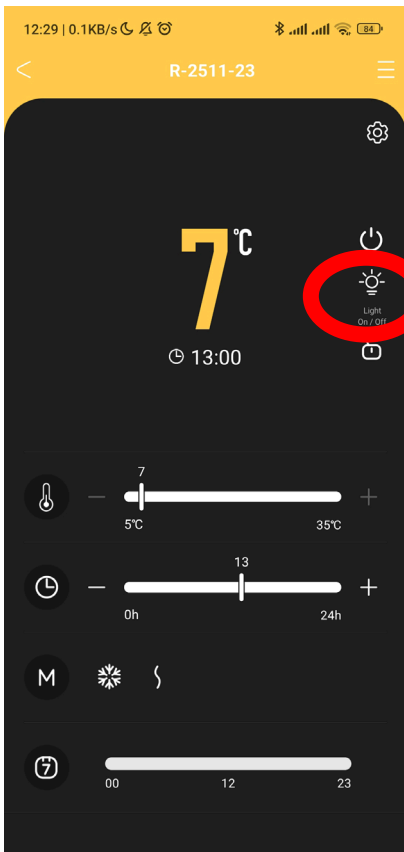 12:29 | 0.1KB/s 84
R-2511-23
7°C
13:00
Light
On / Off
7
5℃ 35℃
13
0h 24h
M
7
00 12 23